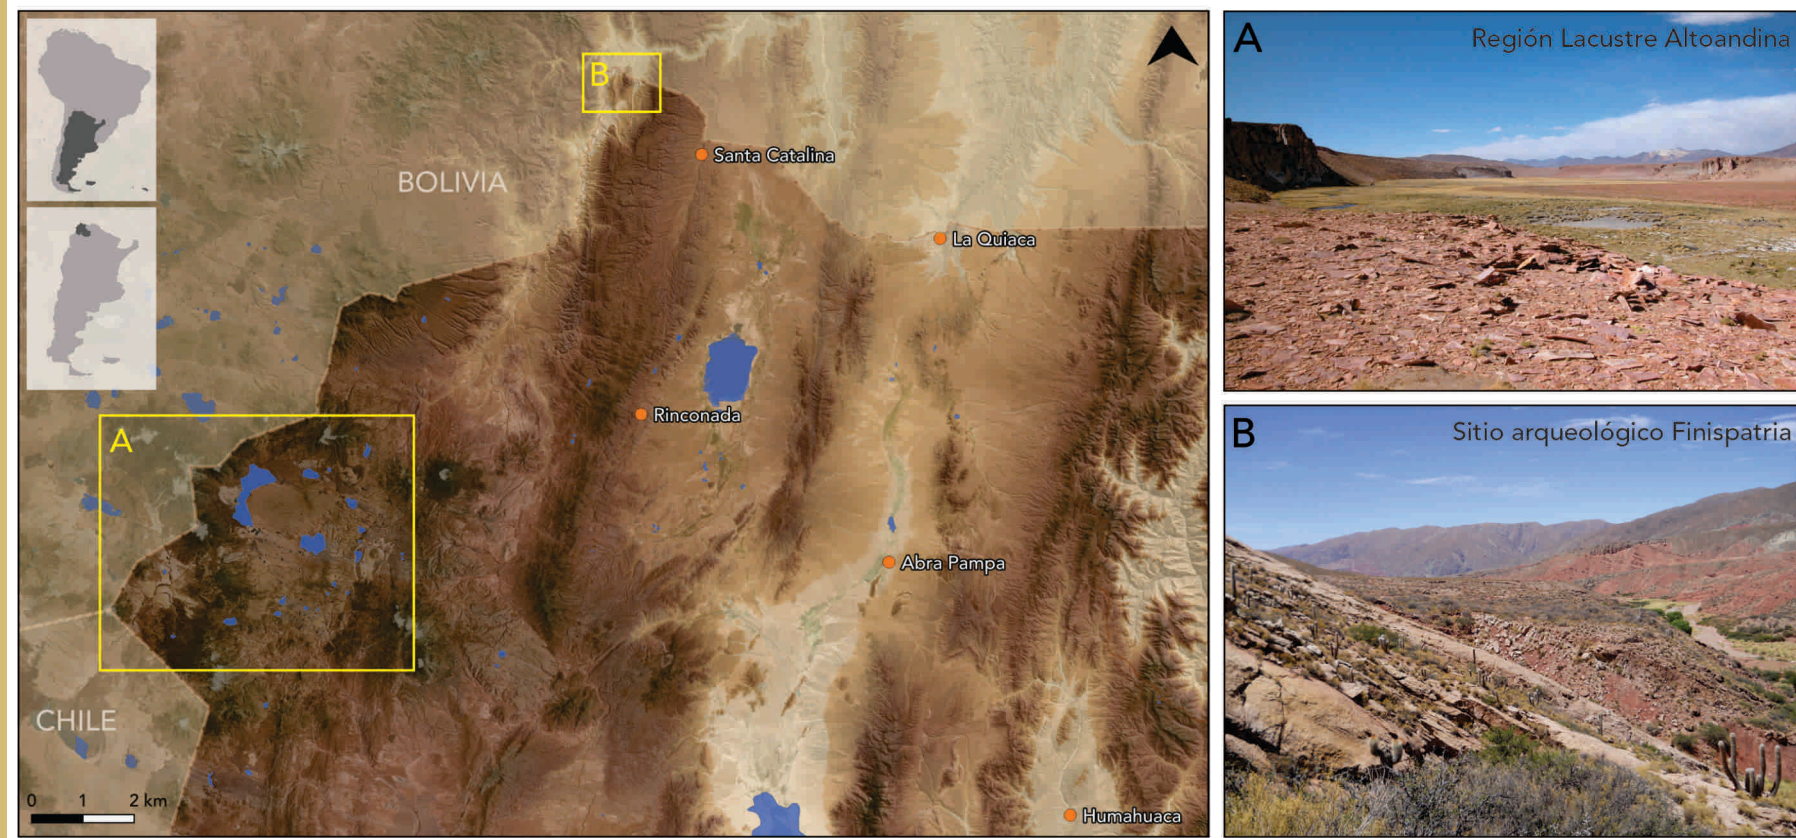 B
Santa Catalina
BOLIVIA
La Quiaca
Rinconada
A
Abra Pampa
CHILE
0 1 2 km
Humahuaca
A
Región Lacustre Altoandina
B
Sitio arqueológico Finispatria